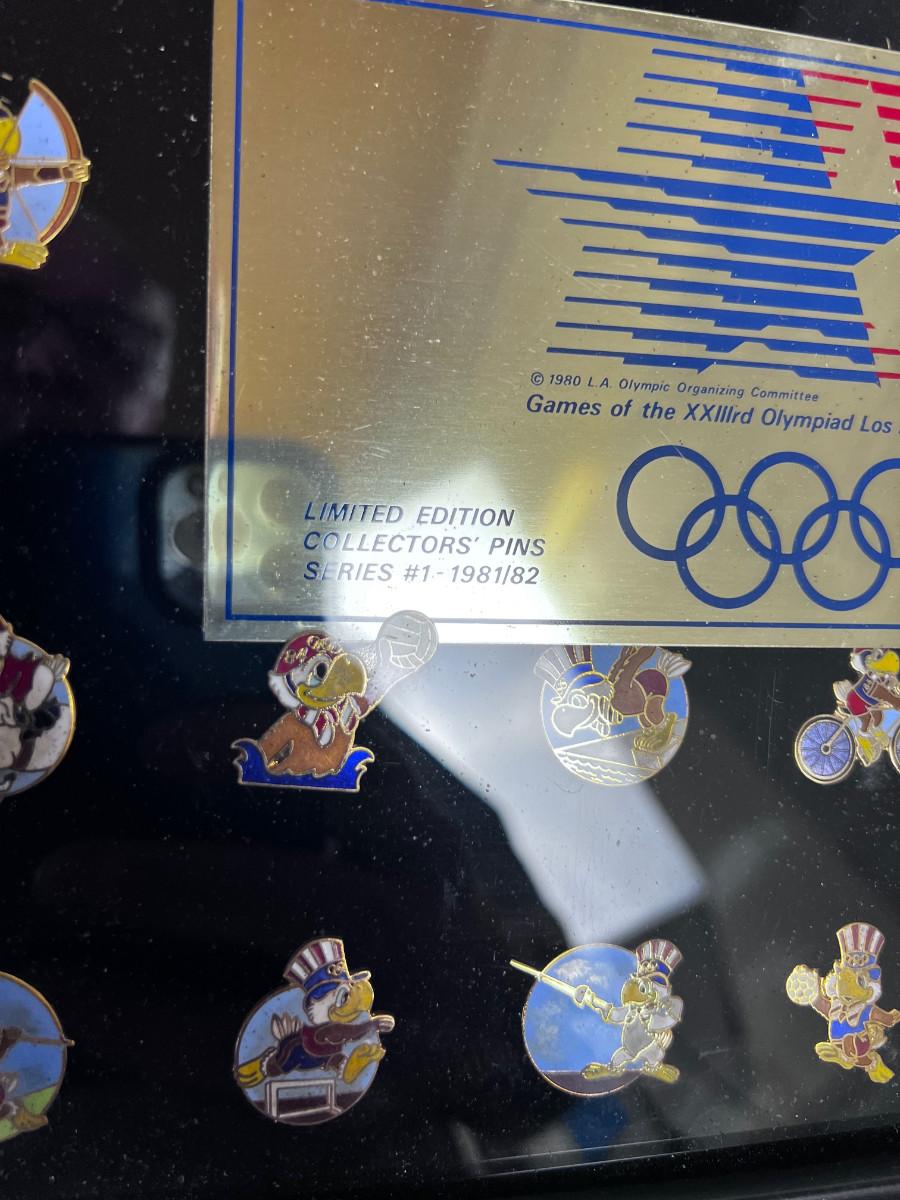 © 1980 L.A. Olympic Organizing Committee
Games of the XXIIIrd Olympiad Los
LIMITED EDITION
COLLECTORS' PINS
SERIES #1 - 1981/82